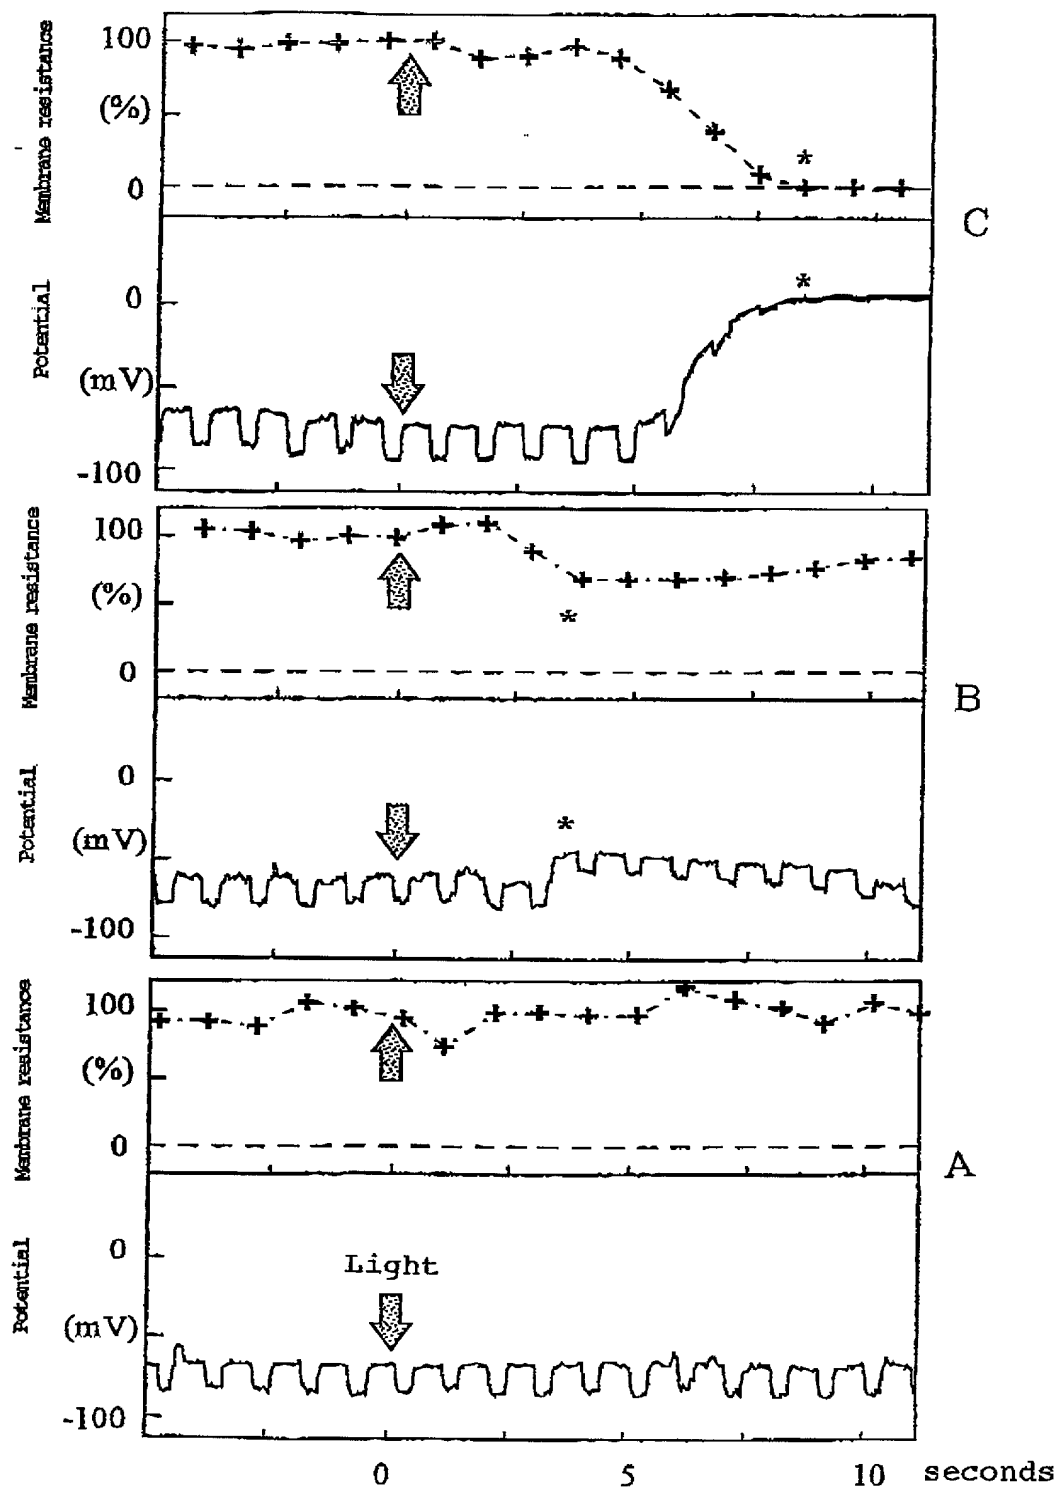 Membrane resistance
100
(%)
0
*
C
Potential
0
*
(mV)
-100
Membrane resistance
100
(%)
*
0
B
Potential
0
*
(mV)
-100
Membrane resistance
100
(%)
0
A
Potential
0
Light
(mV)
-100
0 5 10 seconds